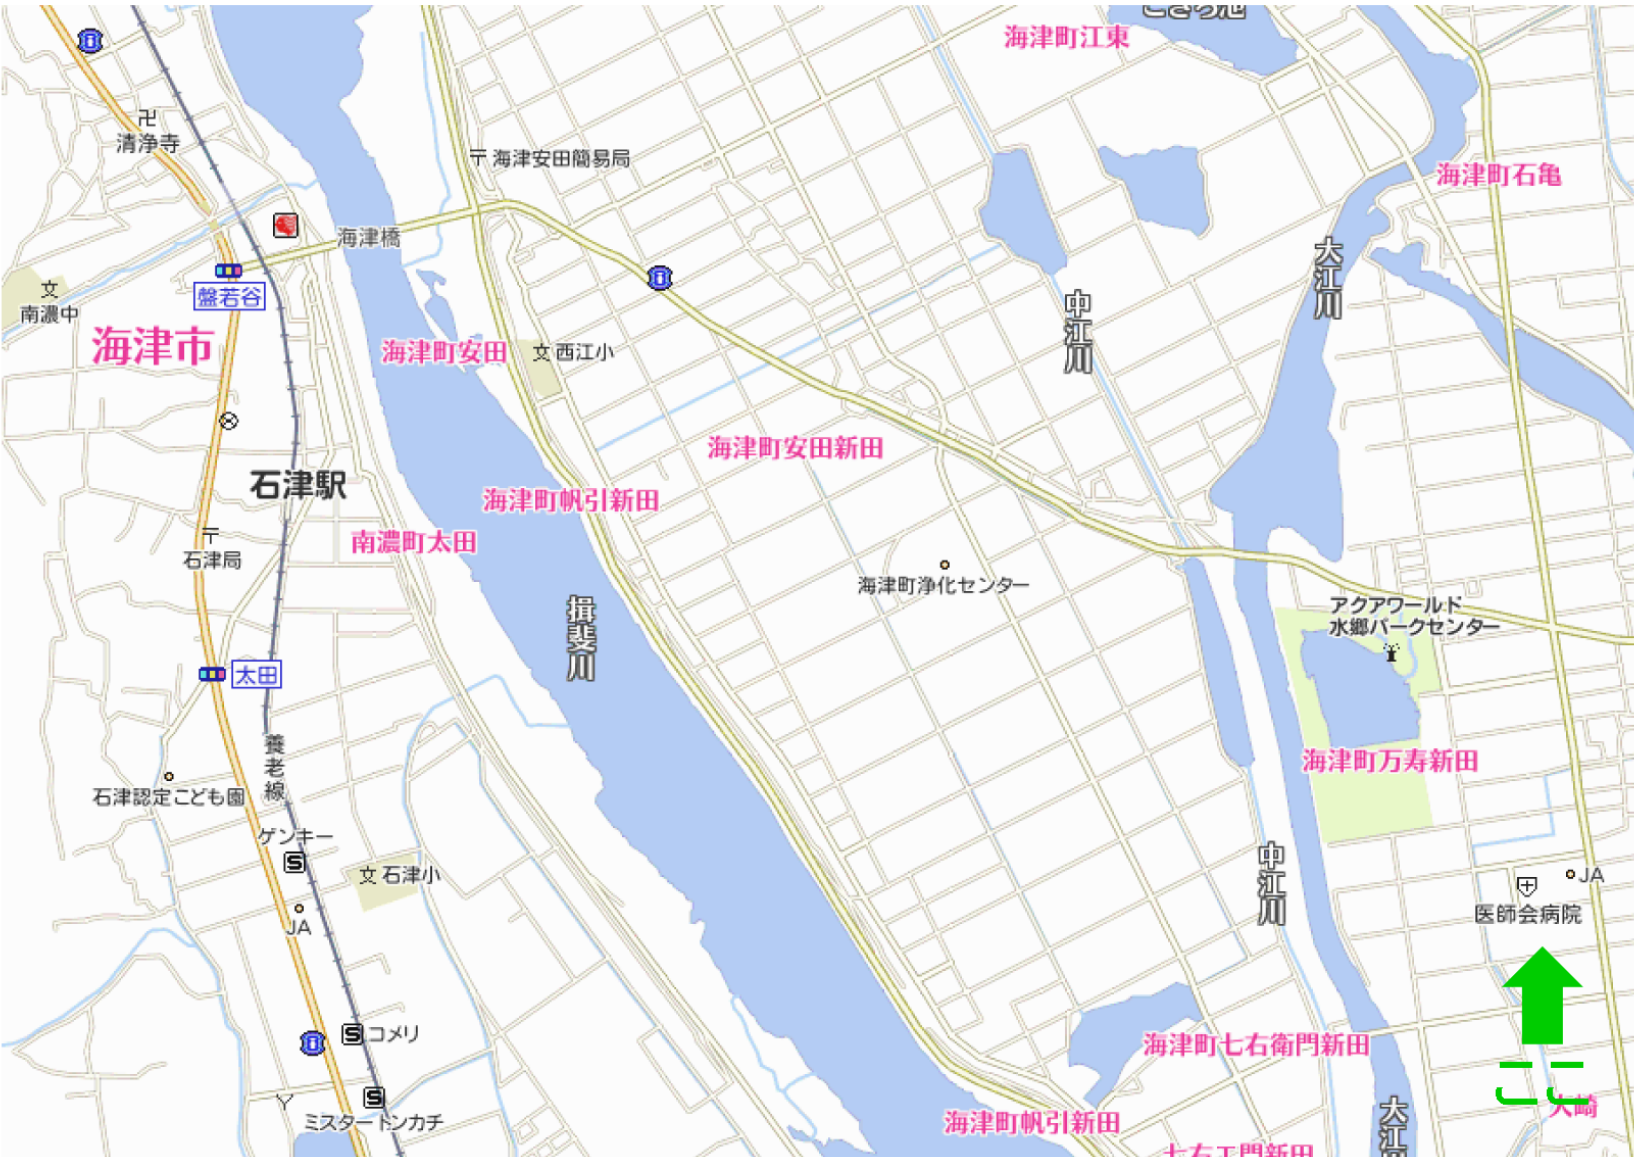 海津町江東
清浄寺
海津安田簡易局
海津町石亀
海津橋
大江川
盤若谷
南濃中
中江川
海津市
海津町安田
西江小
海津町安田新田
石津駅
海津町帆引新田
南濃町太田
石津局
海津町浄化センター
アクアワールド
水郷パークセンター
揖斐川
太田
養老線
海津町万寿新田
石津認定こども園
ゲンキー
石津小
中江川
JA
医師会病院
JA
コメリ
海津町七右衛門新田
ここ
大崎
ミスタートンカチ
海津町帆引新田
大江